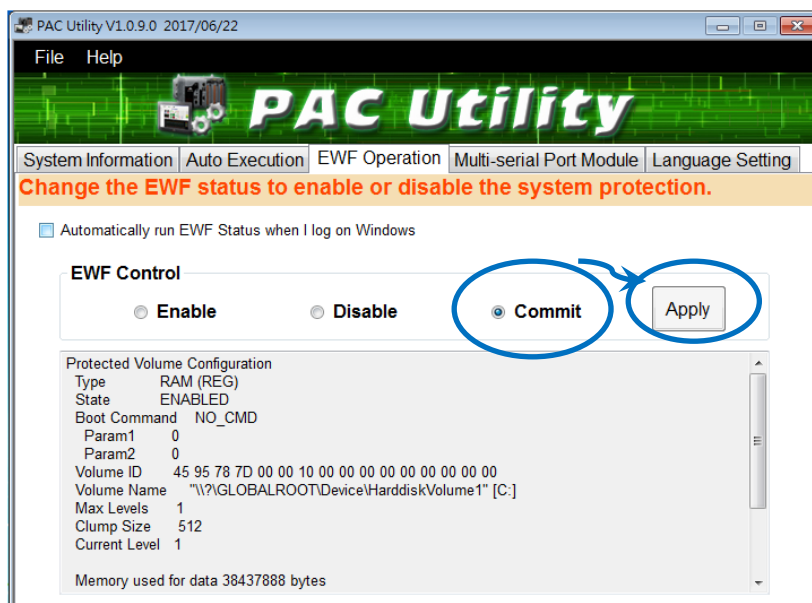 PAC Utility V1.0.9.0 2017/06/22
File Help
PAC Utility
System Information Auto Execution EWF Operation Multi-serial Port Module Language Setting
Change the EWF status to enable or disable the system protection.
Automatically run EWF Status when I log on Windows
EWF Control
Enable Disable Commit Apply
Protected Volume Configuration
Type RAM (REG)
State ENABLED
Boot Command NO_CMD
Param1 0
Param2 0
Volume ID 45 95 78 7D 00 00 10 00 00 00 00 00 00 00 00 00
Volume Name "\\?\GLOBALROOT\Device\HarddiskVolume1" [C:]
Max Levels 1
Clump Size 512
Current Level 1
Memory used for data 38437888 bytes